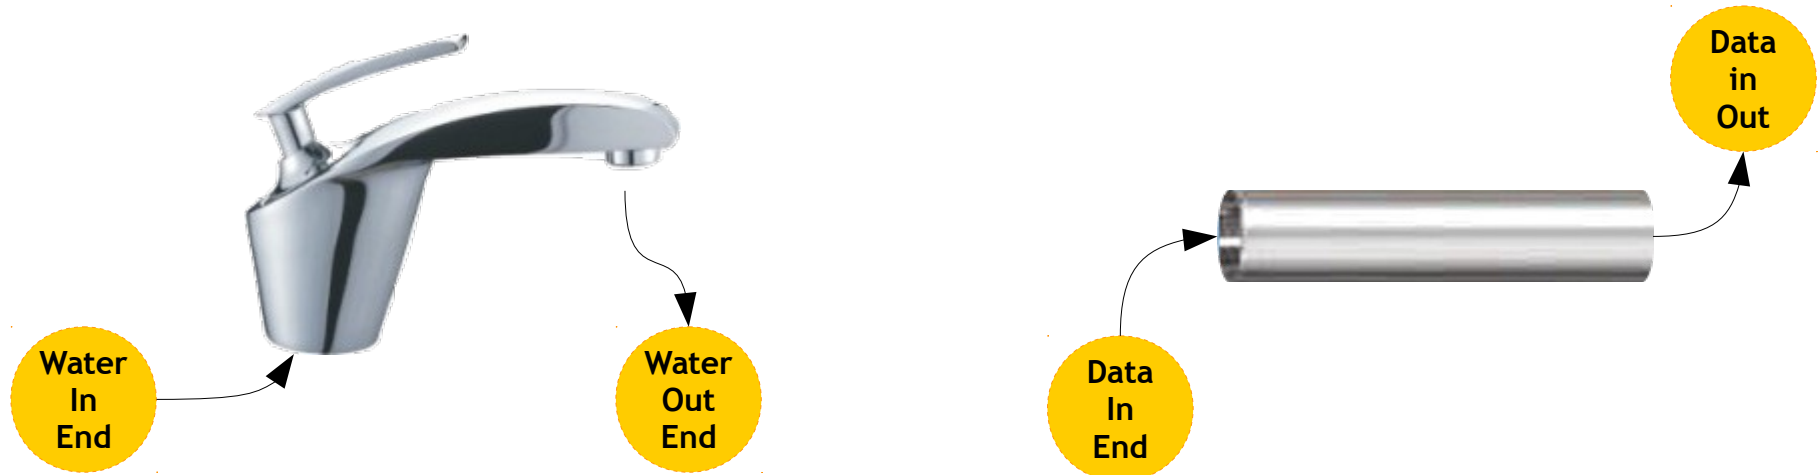 Water
In
End
Water
Out
End
Data
In
End
Data
in
Out